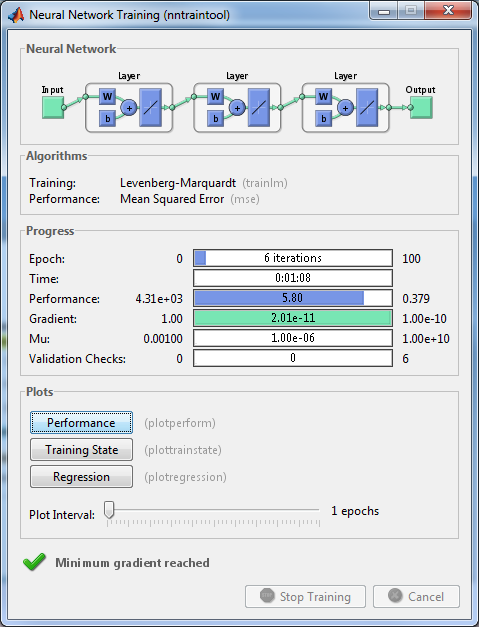 Neural Network Training (nntraintool)
Neural Network
Layer Layer Layer
Input Output
W W W
b b b
+ + +
Algorithms
Training: Levenberg-Marquardt (trainlm)
Performance: Mean Squared Error (mse)
Progress
Epoch: 0 6 iterations 100
Time: 0:01:08
Performance: 4.31e+03 5.80 0.379
Gradient: 1.00 2.01e-11 1.00e-10
Mu: 0.00100 1.00e-06 1.00e+10
Validation Checks: 0 0 6
Plots
Performance (plotperform)
Training State (plottrainstate)
Regression (plotregression)
Plot Interval: 1 epochs
Minimum gradient reached
Stop Training Cancel